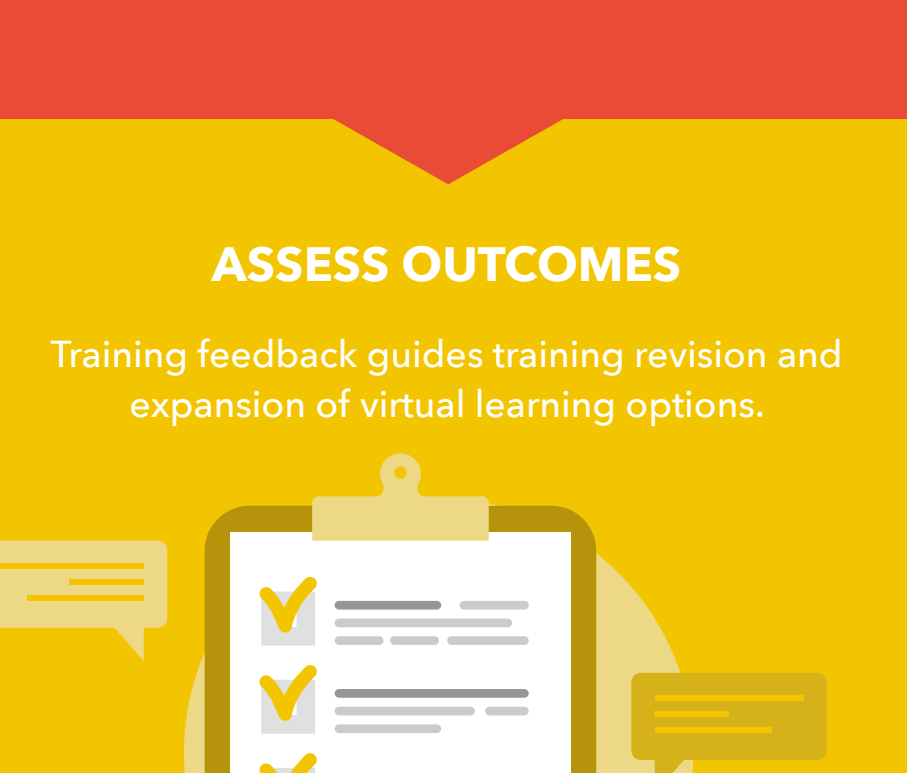 ASSESS OUTCOMES
Training feedback guides training revision and
expansion of virtual learning options.